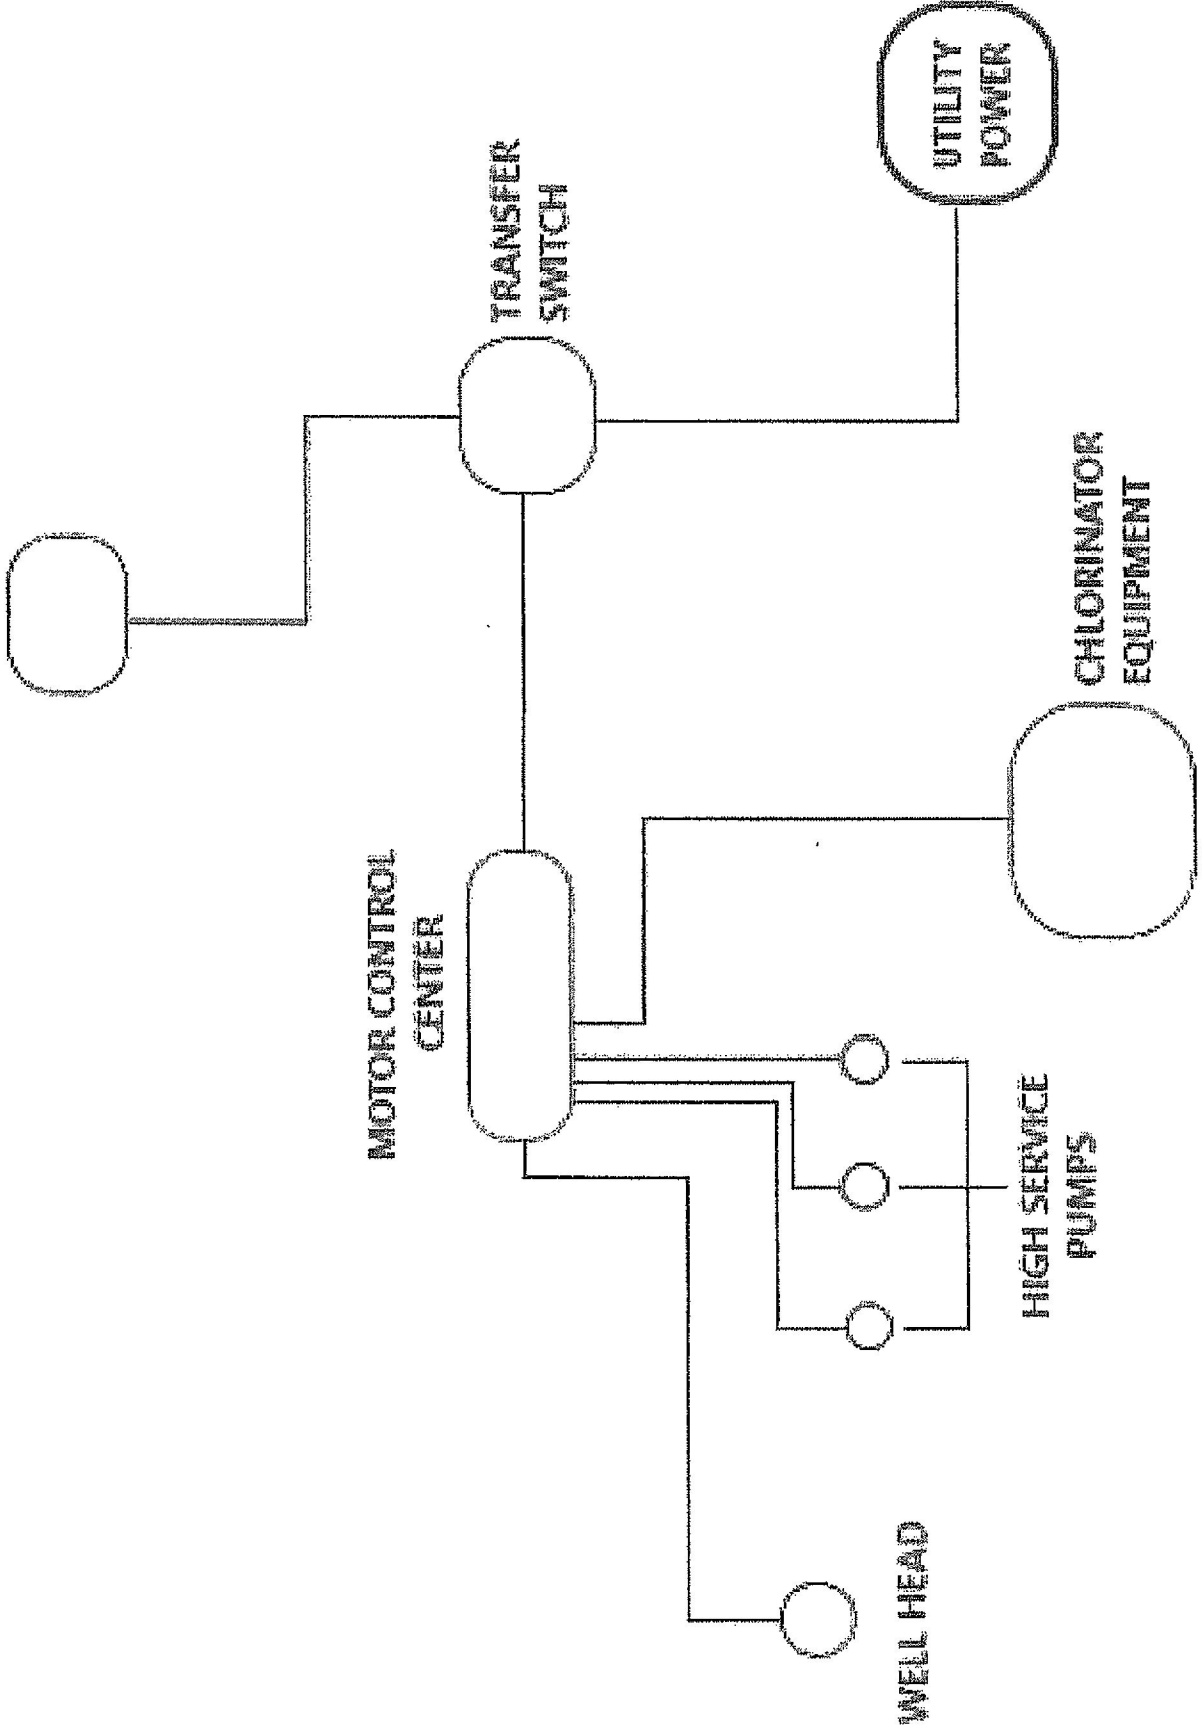 WELL HEAD
HIGH SERVICE
PUMPS
MOTOR CONTROL
CENTER
CHLORINATOR
EQUIPMENT
TRANSFER
SWITCH
UTILITY
POWER